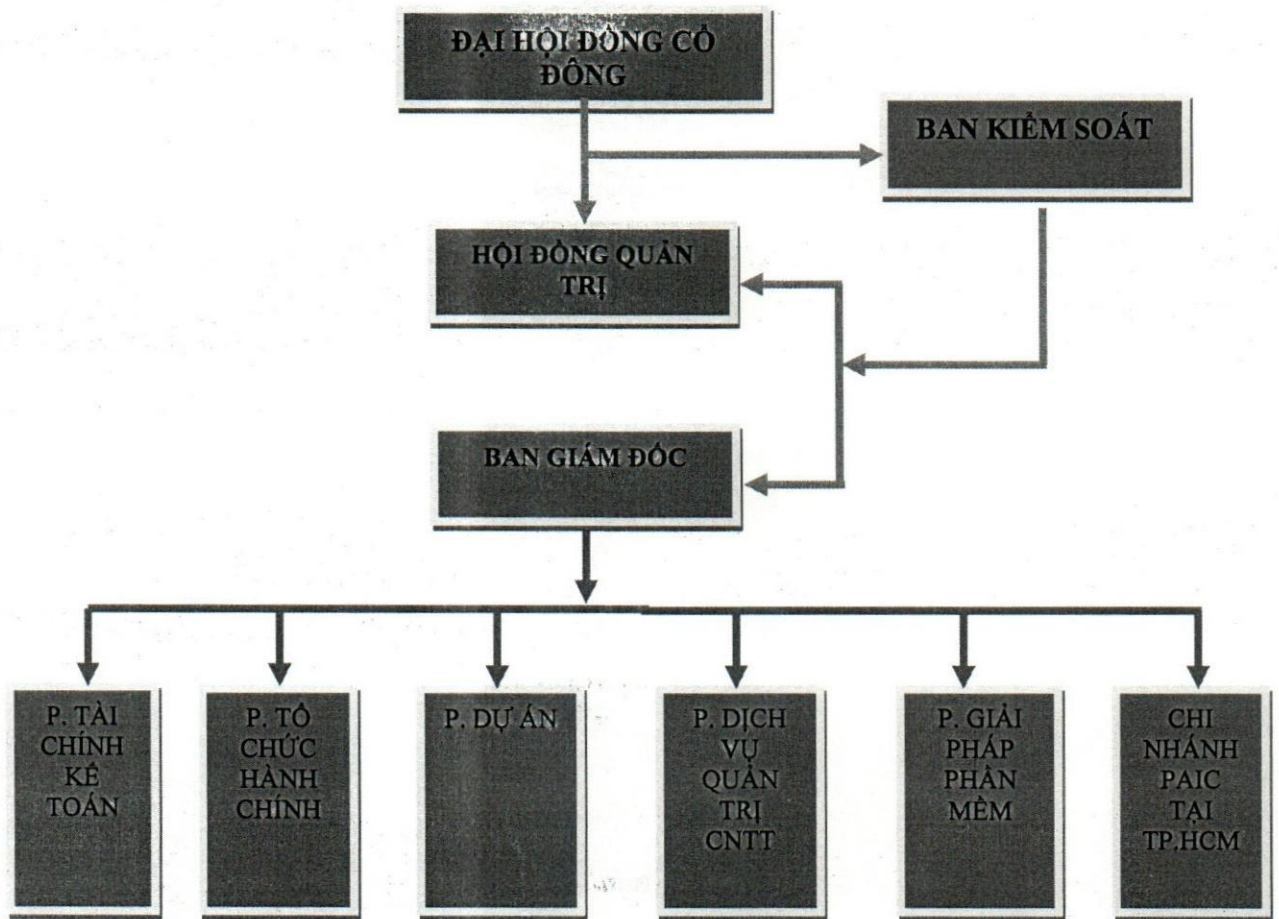 ĐẠI HỘI ĐỒNG CỔ
ĐÔNG
BAN KIỂM SOÁT
HỘI ĐỒNG QUẢN
TRỊ
BAN GIÁM ĐỐC
P. TÀI
CHÍNH
KẾ
TOÁN
P. TỔ
CHỨC
HÀNH
CHÍNH
P. DỰ ÁN
P. DỊCH
VỤ
QUẢN
TRỊ
CNTT
P. GIẢI
PHÁP
PHẦN
MỀM
CHI
NHÁNH
PAIC
TẠI
TP.HCM